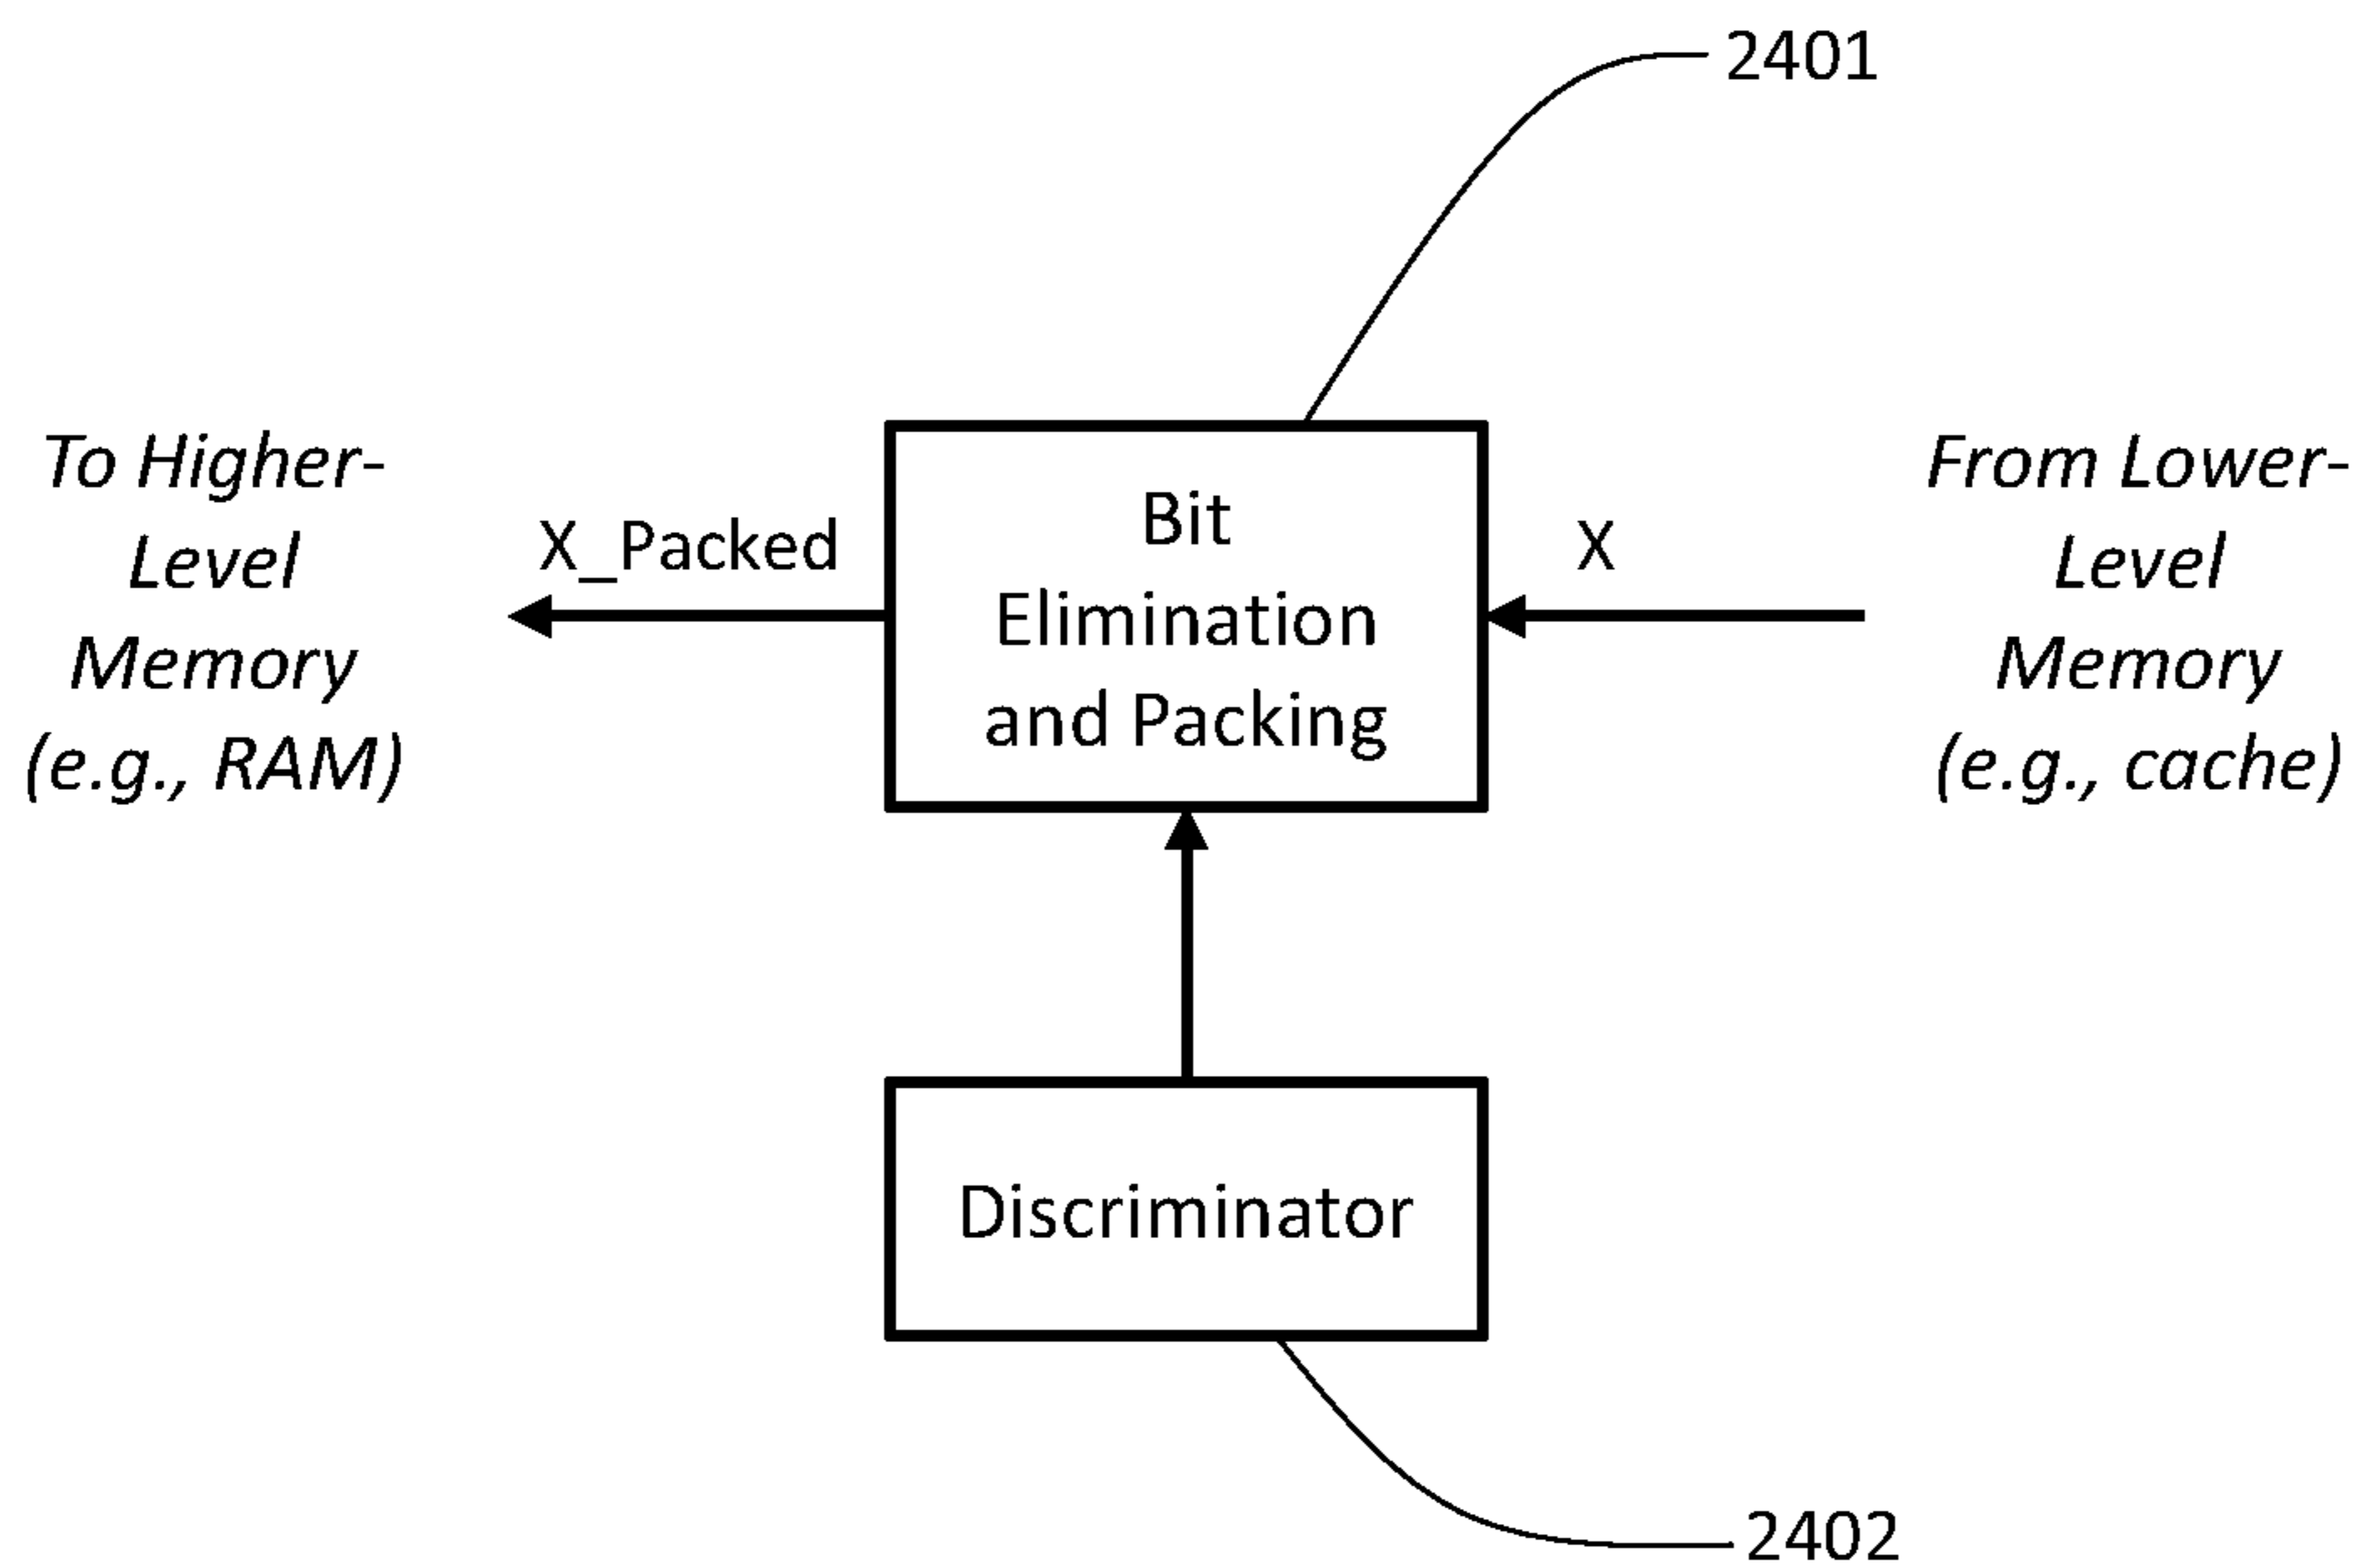 2401
To Higher-
Level
Memory
(e.g., RAM)
X_Packed
Bit
Elimination
and Packing
X
From Lower-
Level
Memory
(e.g., cache)
Discriminator
2402